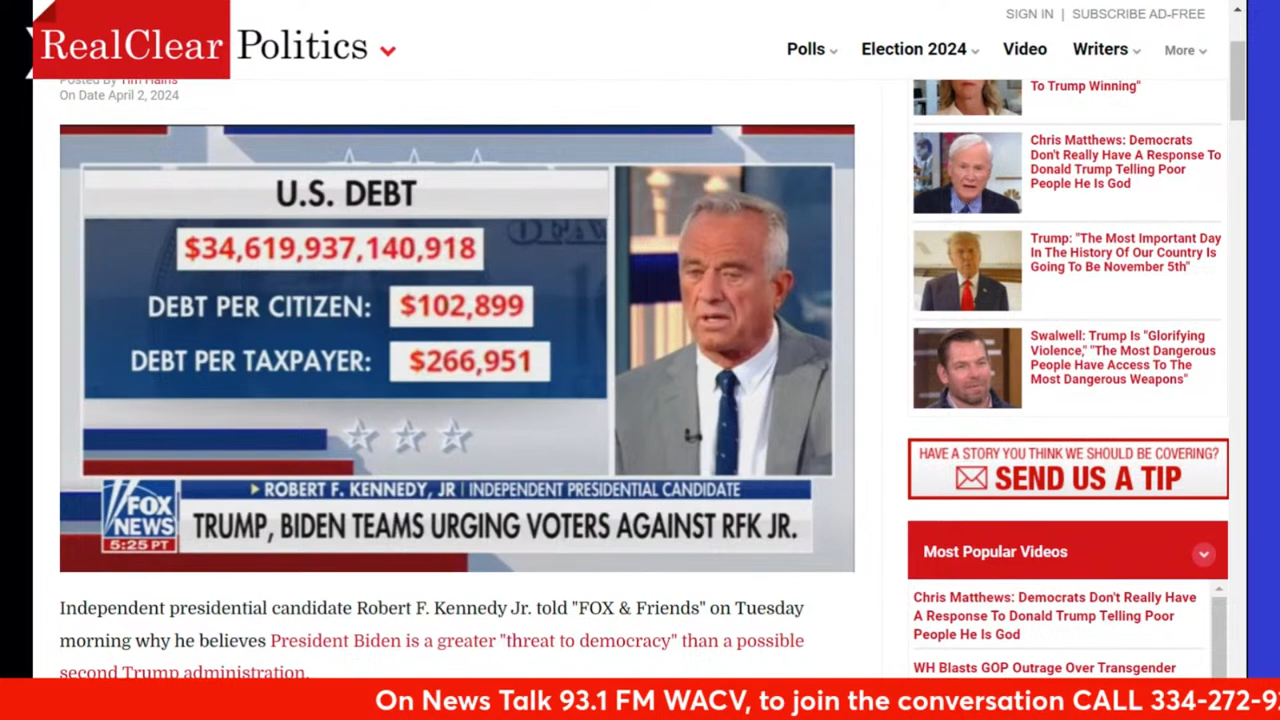 RealClear Politics
SIGN IN | SUBSCRIBE AD-FREE
Polls
Election 2024
Video
Writers
More
Posted By Tim Hains
On Date April 2, 2024
U.S. DEBT
$34,619,937,140,918
DEBT PER CITIZEN: $102,899
DEBT PER TAXPAYER: $266,951
ROBERT F. KENNEDY, JR | INDEPENDENT PRESIDENTIAL CANDIDATE
FOX
NEWS
5:25 PT
TRUMP, BIDEN TEAMS URGING VOTERS AGAINST RFK JR.
Independent presidential candidate Robert F. Kennedy Jr. told "FOX & Friends" on Tuesday
morning why he believes President Biden is a greater "threat to democracy" than a possible
second Trump administration.
To Trump Winning"
Chris Matthews: Democrats
Don't Really Have A Response To
Donald Trump Telling Poor
People He Is God
Trump: "The Most Important Day
In The History Of Our Country Is
Going To Be November 5th"
Swalwell: Trump Is "Glorifying
Violence," "The Most Dangerous
People Have Access To The
Most Dangerous Weapons"
HAVE A STORY YOU THINK WE SHOULD BE COVERING?
SEND US A TIP
Most Popular Videos
Chris Matthews: Democrats Don't Really Have
A Response To Donald Trump Telling Poor
People He Is God
WH Blasts GOP Outrage Over Transgender
On News Talk 93.1 FM WACV, to join the conversation CALL 334-272-9